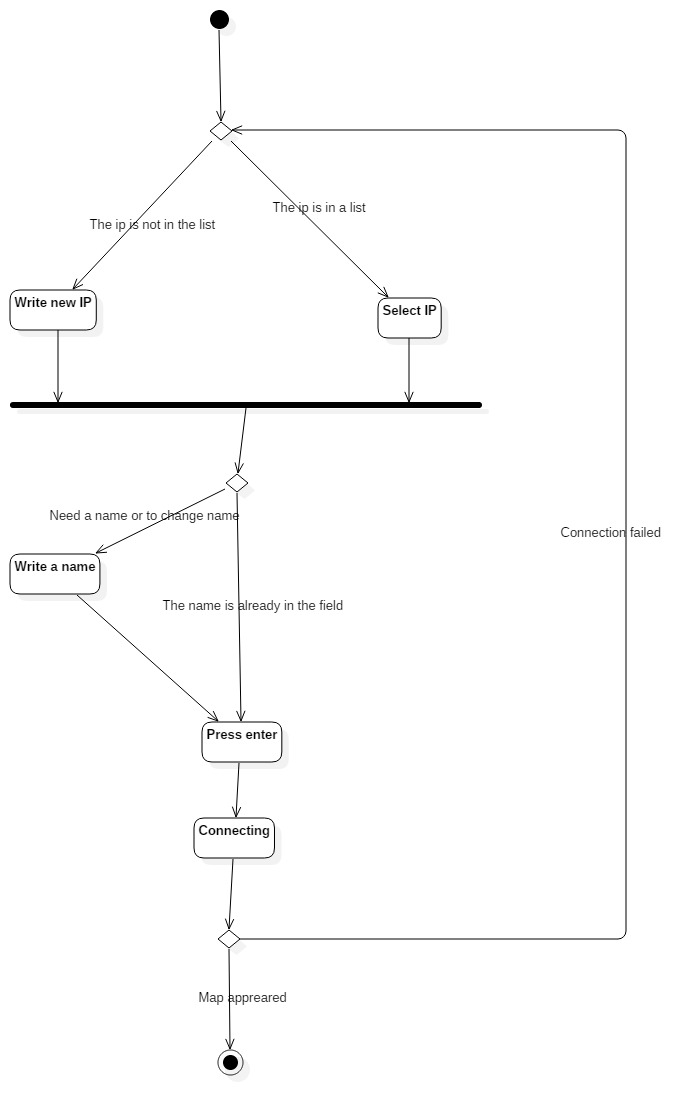 The ip is in a list
The ip is not in the list
Write new IP
Select IP
Need a name or to change name
Connection failed
Write a name
The name is already in the field
Press enter
Connecting
Map appreared